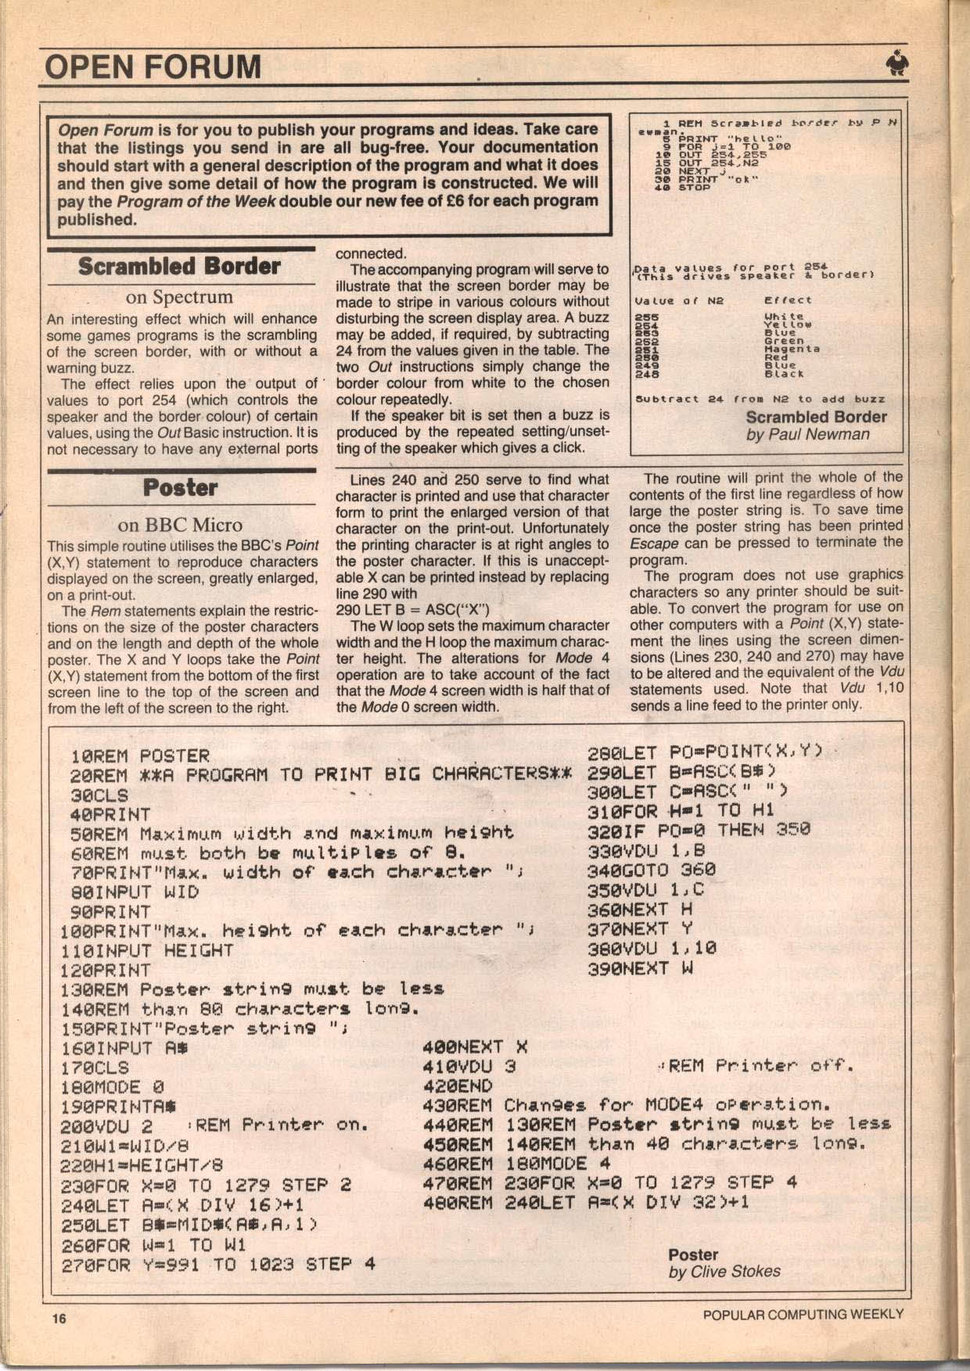 OPEN FORUM
Open Forum is for you to publish your programs and ideas. Take care
that the listings you send in are all bug-free. Your documentation
should start with a general description of the program and what it does
and then give some detail of how the program is constructed. We will
pay the Program of the Week double our new fee of £6 for each program
published.
Scrambled Border
on Spectrum
An interesting effect which will enhance
some games programs is the scrambling
of the screen border, with or without a
warning buzz.
The effect relies upon the output of
values to port 254 (which controls the
speaker and the border colour) of certain
values, using the Out Basic instruction. It is
not necessary to have any external ports
connected.
The accompanying program will serve to
illustrate that the screen border may be
made to stripe in various colours without
disturbing the screen display area. A buzz
may be added, if required, by subtracting
24 from the values given in the table. The
two Out instructions simply change the
border colour from white to the chosen
colour repeatedly.
If the speaker bit is set then a buzz is
produced by the repeated setting/unset-
ting of the speaker which gives a click.
1 REM Scrambled border by P N
ewman.
5 PRINT "hello"
9 FOR j=1 TO 100
10 OUT 254,255
15 OUT 254,N2
20 NEXT j
30 PRINT "ok"
40 STOP
Data values for port 254
(This drives speaker & border)
Value of N2 Effect
255 White
254 Yellow
253 Blue
252 Green
251 Magenta
250 Red
249 Blue
248 Black
Subtract 24 from N2 to add buzz
Scrambled Border
by Paul Newman
Poster
on BBC Micro
This simple routine utilises the BBC's Point
(X,Y) statement to reproduce characters
displayed on the screen, greatly enlarged,
on a print-out.
The Rem statements explain the restric-
tions on the size of the poster characters
and on the length and depth of the whole
poster. The X and Y loops take the Point
(X,Y) statement from the bottom of the first
screen line to the top of the screen and
from the left of the screen to the right.
Lines 240 and 250 serve to find what
character is printed and use that character
form to print the enlarged version of that
character on the print-out. Unfortunately
the printing character is at right angles to
the poster character. If this is unaccept-
able X can be printed instead by replacing
line 290 with
290 LET B = ASC("X")
The W loop sets the maximum character
width and the H loop the maximum charac-
ter height. The alterations for Mode 4
operation are to take account of the fact
that the Mode 4 screen width is half that of
the Mode 0 screen width.
The routine will print the whole of the
contents of the first line regardless of how
large the poster string is. To save time
once the poster string has been printed
Escape can be pressed to terminate the
program.
The program does not use graphics
characters so any printer should be suit-
able. To convert the program for use on
other computers with a Point (X,Y) state-
ment the lines using the screen dimen-
sions (Lines 230, 240 and 270) may have
to be altered and the equivalent of the Vdu
statements used. Note that Vdu 1,10
sends a line feed to the printer only.
10REM POSTER
20REM **A PROGRAM TO PRINT BIG CHARACTERS**
30CLS
40PRINT
50REM Maximum width and maximum height
60REM must both be multiples of 8.
70PRINT"Max. width of each character ";
80INPUT WID
90PRINT
100PRINT"Max. height of each character ";
110INPUT HEIGHT
120PRINT
130REM Poster string must be less
140REM than 80 characters long.
150PRINT"Poster string ";
160INPUT A$
170CLS
180MODE 0
190PRINTA$
200VDU 2 :REM Printer on.
210W1=WID/8
220H1=HEIGHT/8
230FOR X=0 TO 1279 STEP 2
240LET A=(X DIV 16)+1
250LET B$=MID$(A$,A,1)
260FOR W=1 TO W1
270FOR Y=991 TO 1023 STEP 4
280LET PO=POINT(X,Y)
290LET B=ASC(B$)
300LET C=ASC(" ")
310FOR H=1 TO H1
320IF PO=0 THEN 350
330VDU 1,B
340GOTO 360
350VDU 1,C
360NEXT H
370NEXT Y
380VDU 1,10
390NEXT W
400NEXT X
410VDU 3 :REM Printer off.
420END
430REM Changes for MODE4 operation.
440REM 130REM Poster string must be less
450REM 140REM than 40 characters long.
460REM 180MODE 4
470REM 230FOR X=0 TO 1279 STEP 4
480REM 240LET A=(X DIV 32)+1
Poster
by Clive Stokes
16
POPULAR COMPUTING WEEKLY